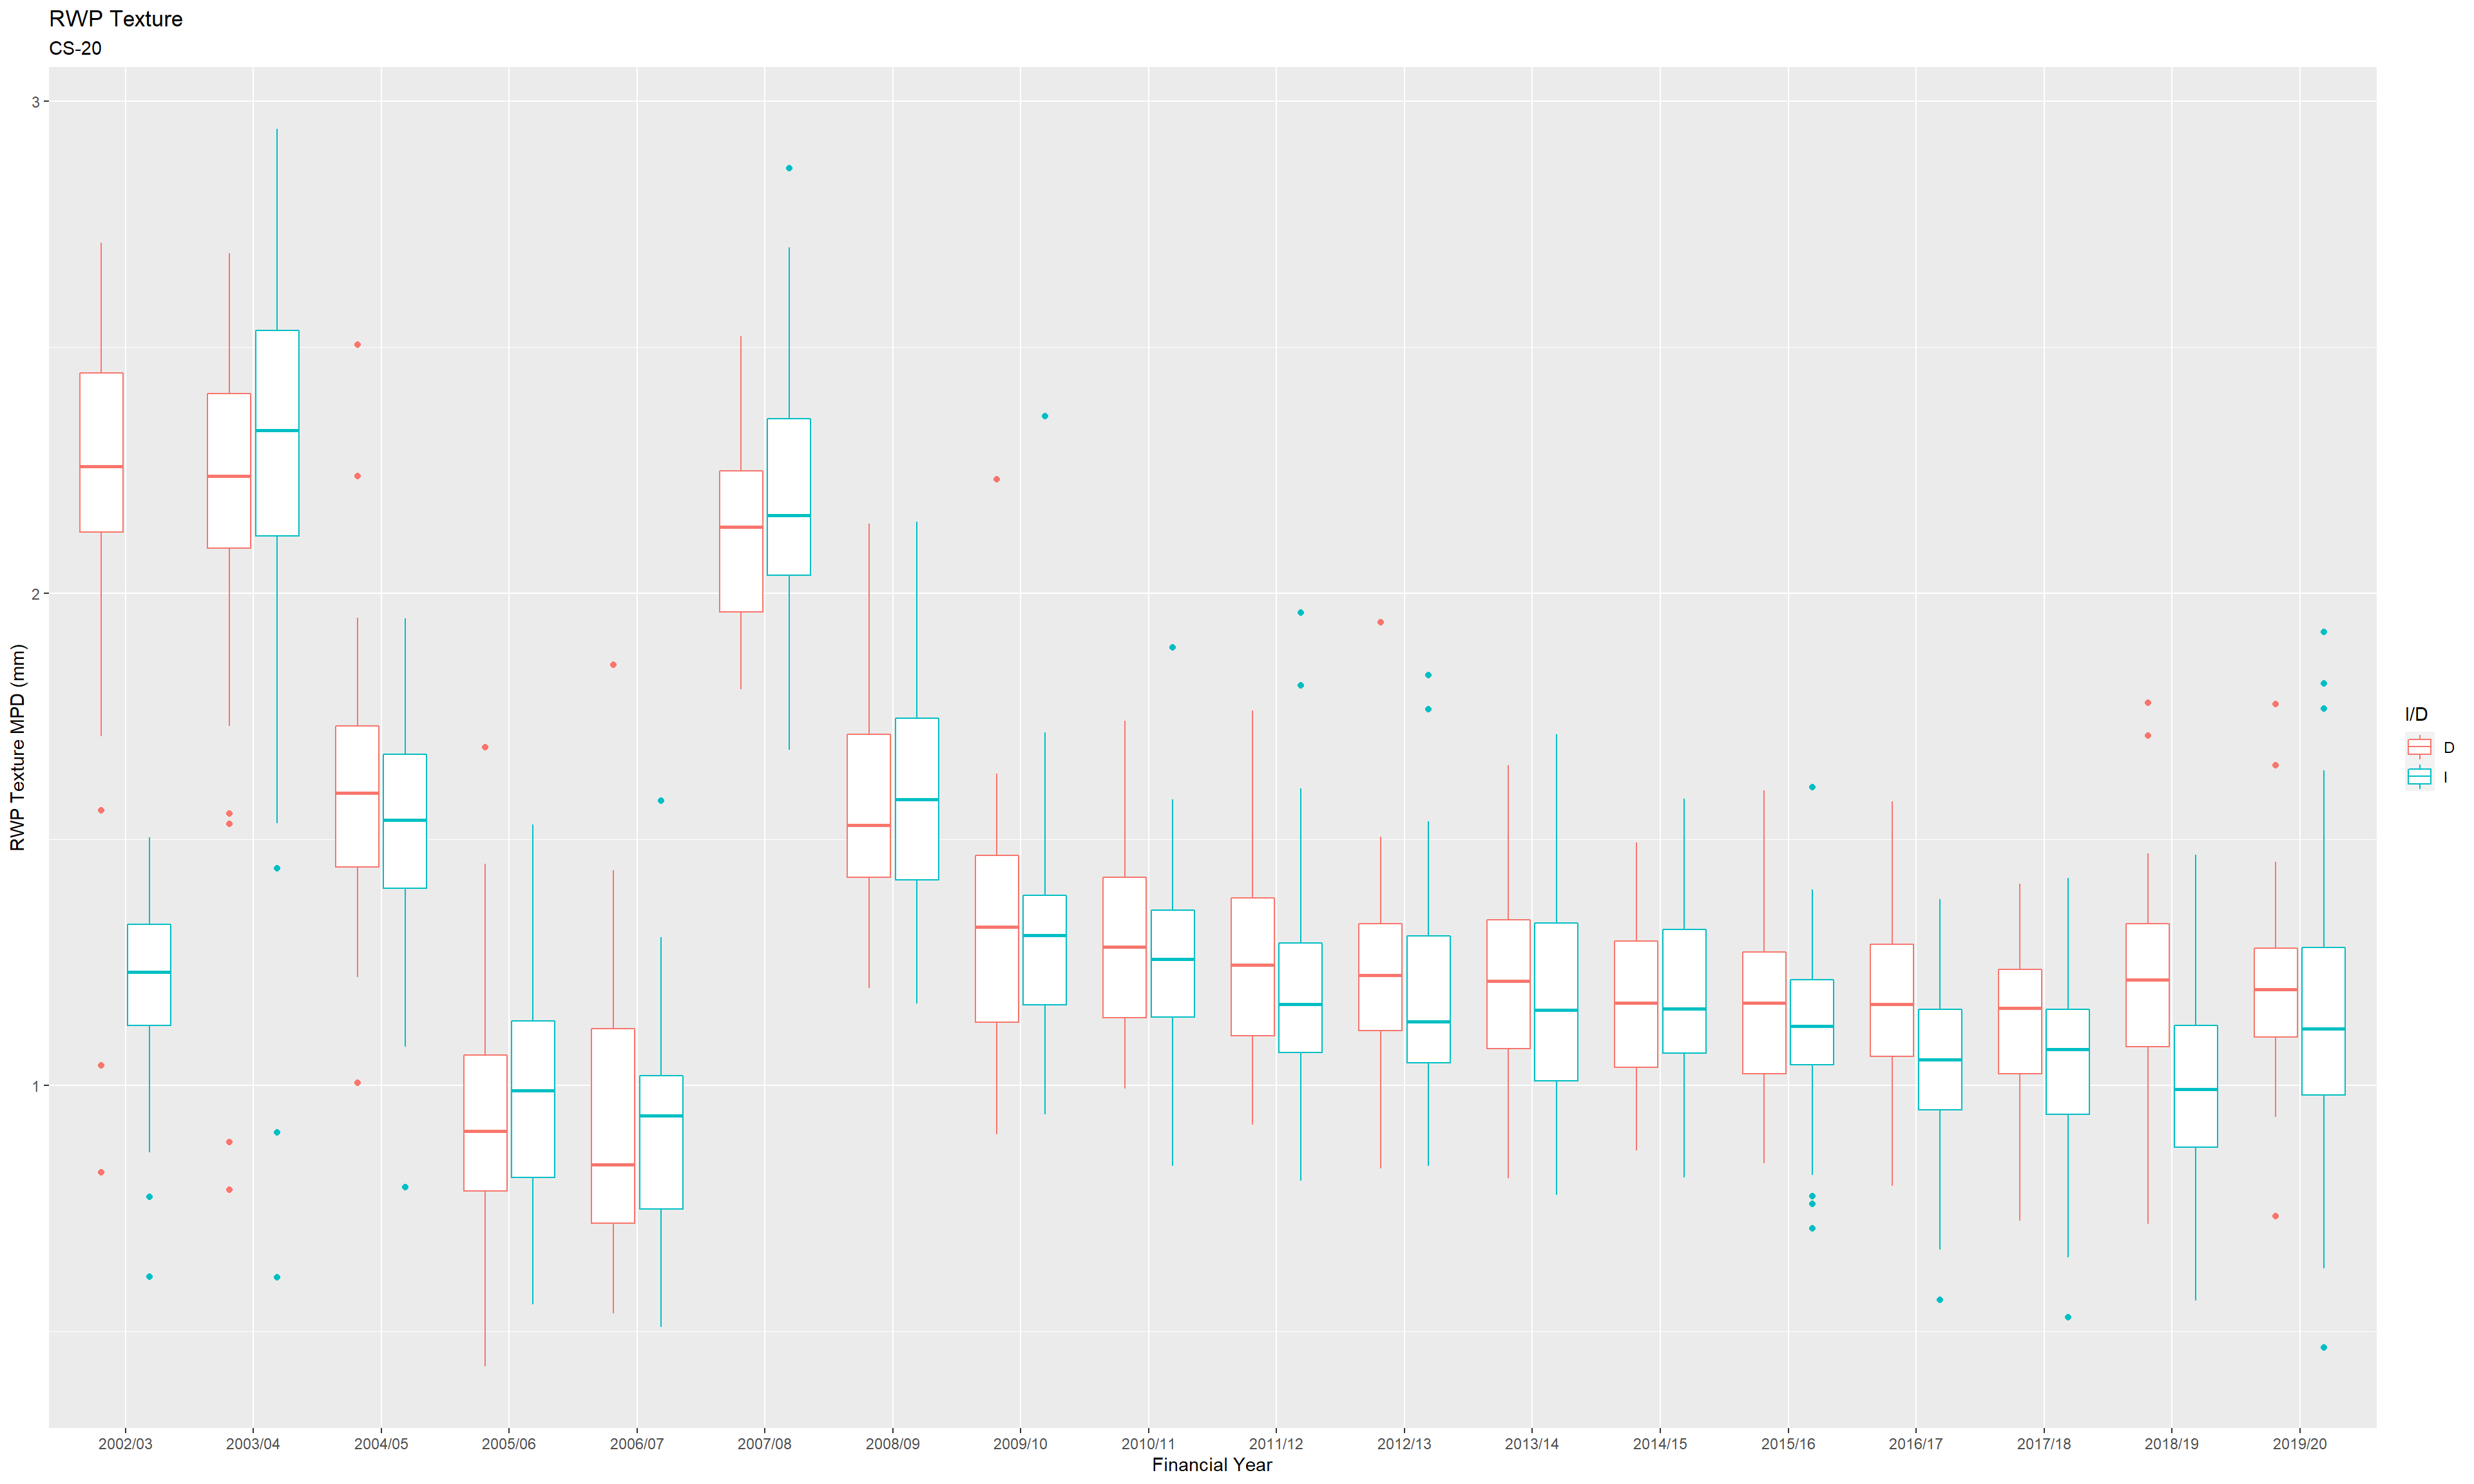 RWP Texture
CS-20
3
2
1
RWP Texture MPD (mm)
2002/03 2003/04 2004/05 2005/06 2006/07 2007/08 2008/09 2009/10 2010/11 2011/12 2012/13 2013/14 2014/15 2015/16 2016/17 2017/18 2018/19 2019/20
Financial Year
I/D
D
I